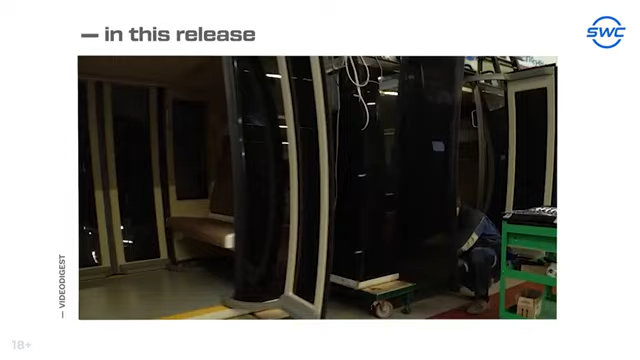 — in this release
SWC
— VIDEODIGEST
18+